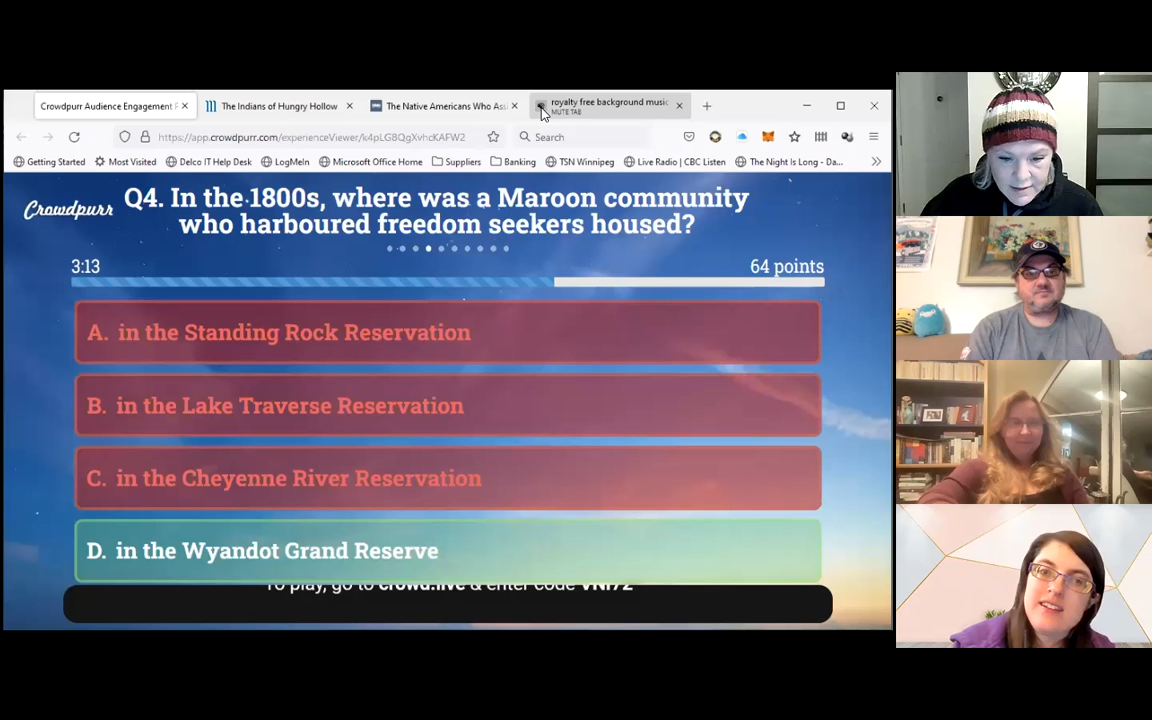 Crowdpurr Audience Engagement P
The Indians of Hungry Hollow
The Native Americans Who Assi
royalty free background music
MUTE TAB
https://app.crowdpurr.com/experienceViewer/k4pLG8QgXvhcKAFW2
Search
Getting Started
Most Visited
Delco IT Help Desk
LogMeIn
Microsoft Office Home
Suppliers
Banking
TSN Winnipeg
Live Radio | CBC Listen
The Night Is Long - Da...
Crowdpurr
Q4. In the 1800s, where was a Maroon community
who harboured freedom seekers housed?
3:13
64 points
A. in the Standing Rock Reservation
B. in the Lake Traverse Reservation
C. in the Cheyenne River Reservation
D. in the Wyandot Grand Reserve
To play, go to crowd.live & enter code